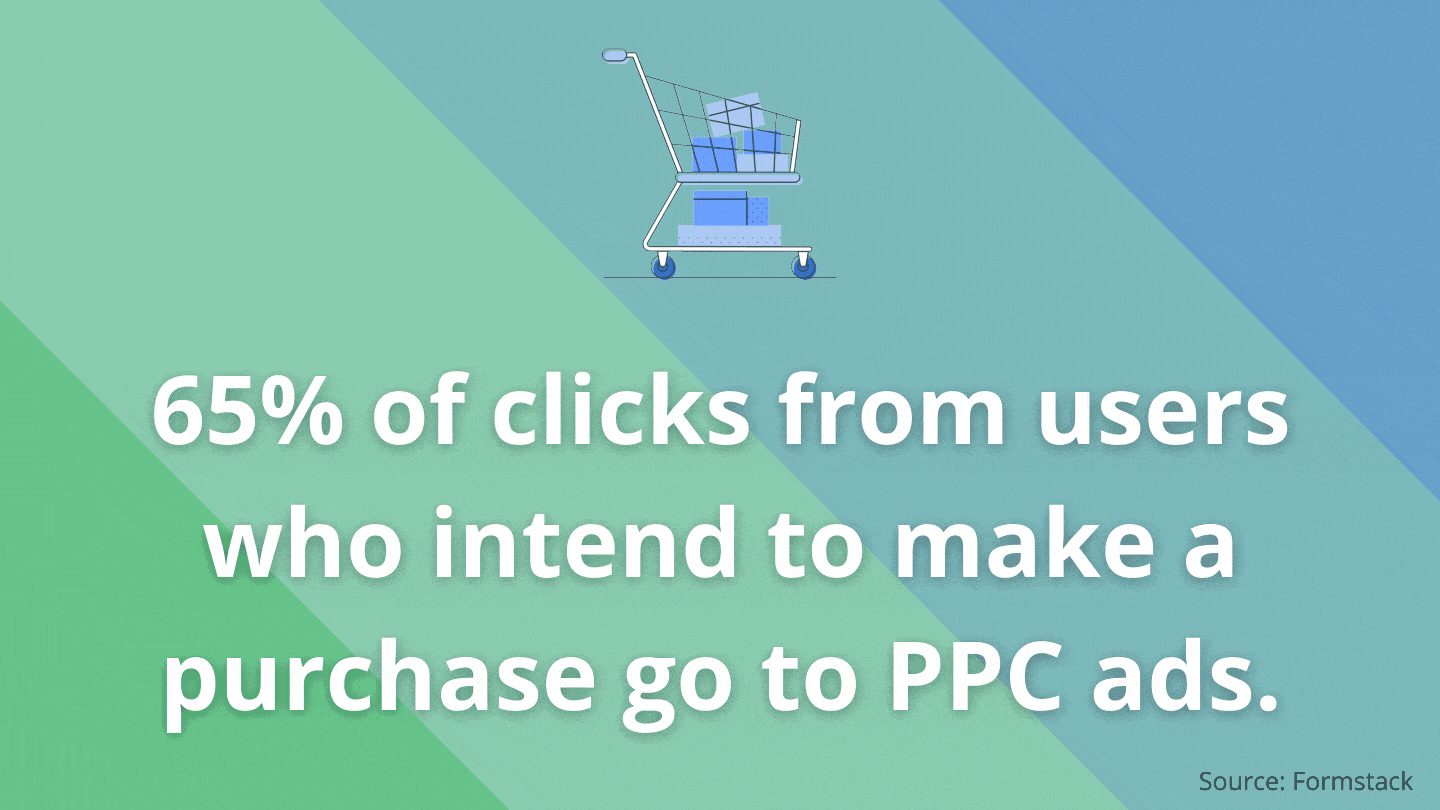 65% of clicks from users
who intend to make a
purchase go to PPC ads.
Source: Formstack